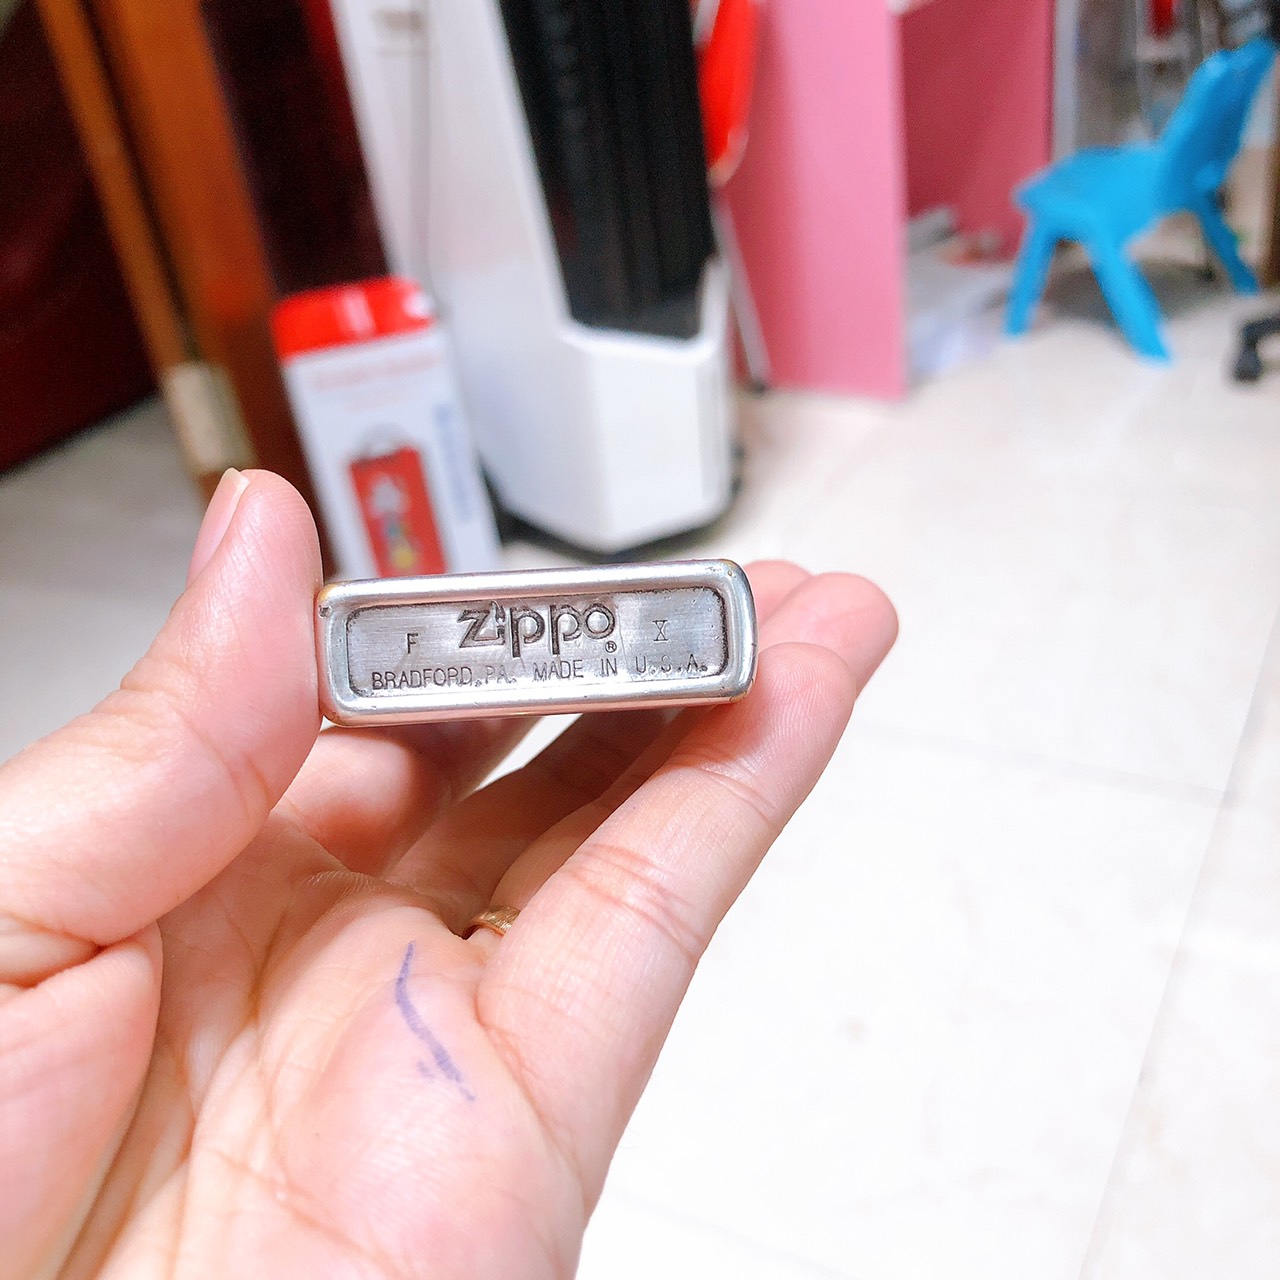 F zippo® X
BRADFORD, PA. MADE IN U.S.A.